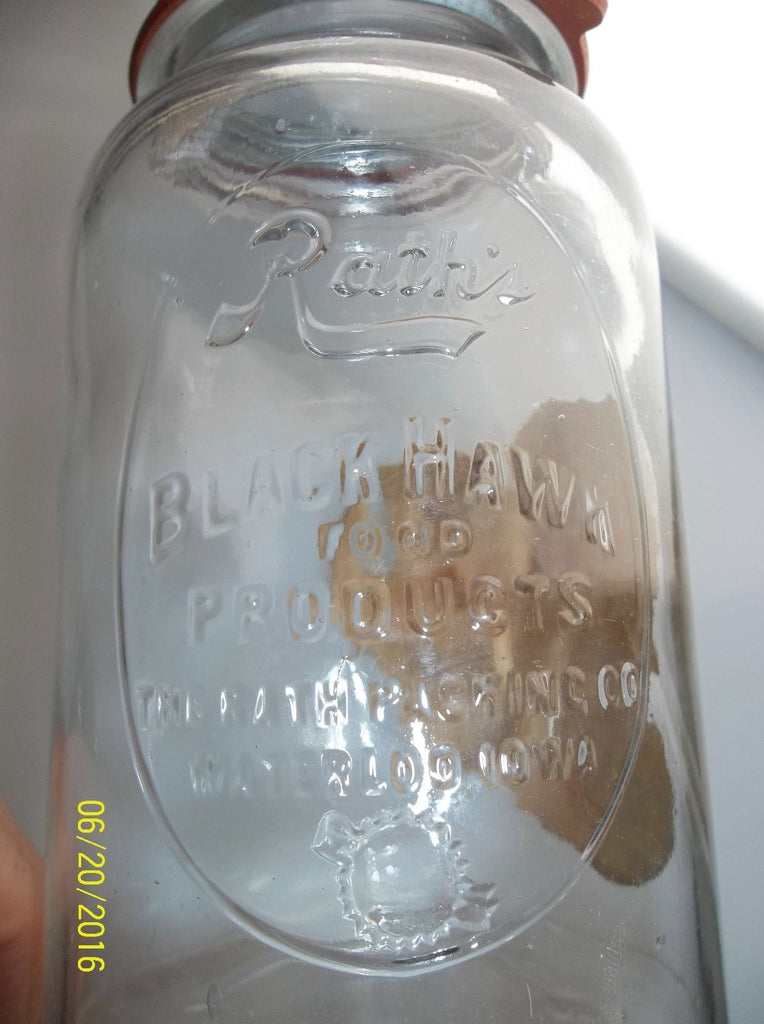 Rath's
BLACK HAWK
FOOD
PRODUCTS
THE RATH PACKING CO
WATERLOO IOWA
06/20/2016